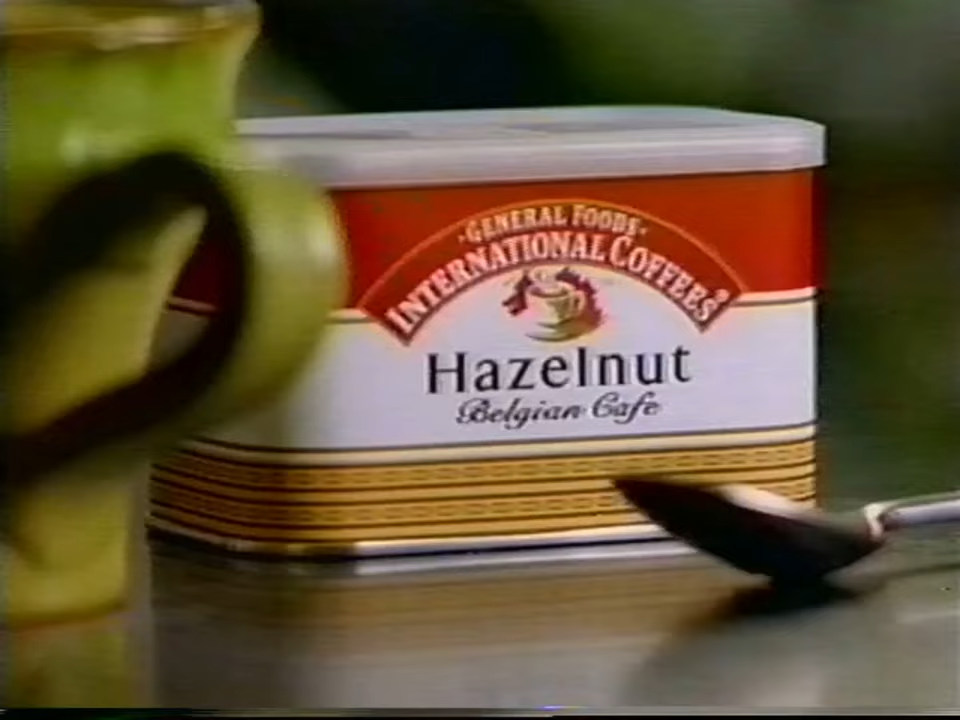 ·GENERAL FOODS·
INTERNATIONAL COFFEES®
Hazelnut
Belgian Cafe